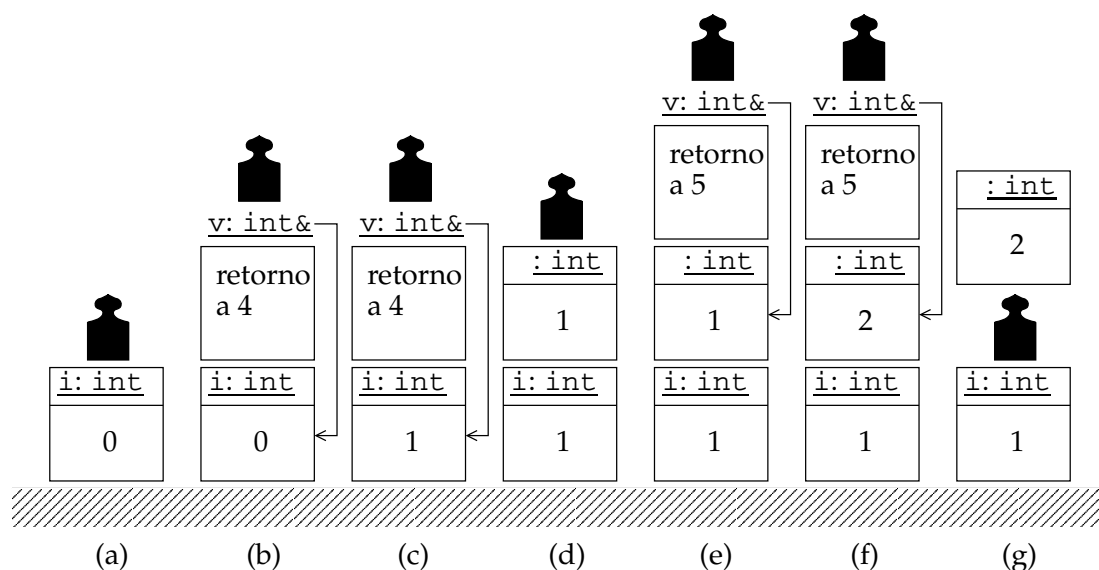 i: int
0
(a)
v: int&
retorno
a 4
i: int
0
(b)
v: int&
retorno
a 4
i: int
1
(c)
: int
1
i: int
1
(d)
v: int&
retorno
a 5
: int
1
i: int
1
(e)
v: int&
retorno
a 5
: int
2
i: int
1
(f)
: int
2
i: int
1
(g)